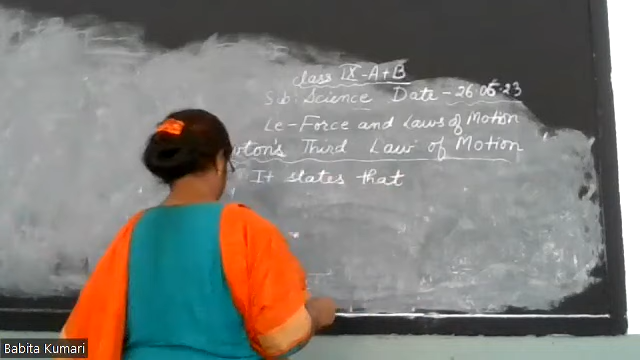 class IX-A+B
Sub: Science Date - 26.05.23
Le-Force and Laws of Motion
wton's Third Law of Motion
It states that
Babita Kumari